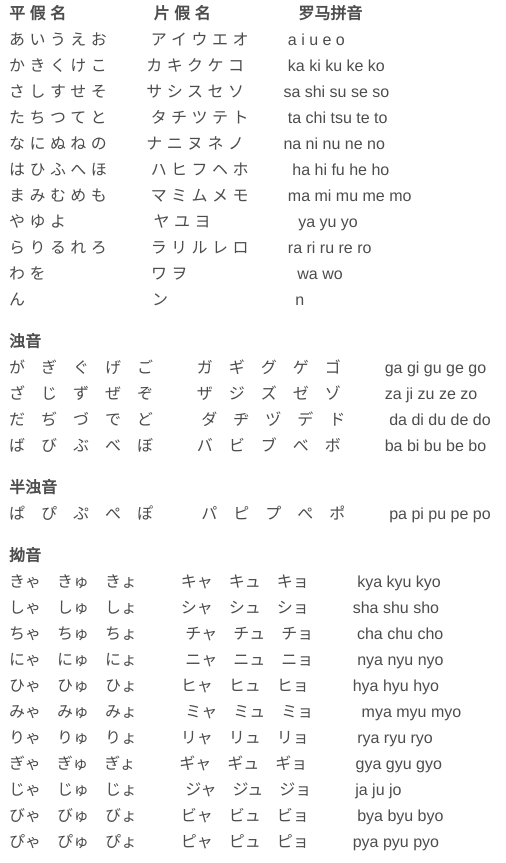 平 假 名 片 假 名 罗马拼音
あ い う え お ア イ ウ エ オ a i u e o
か き く け こ カ キ ク ケ コ ka ki ku ke ko
さ し す せ そ サ シ ス セ ソ sa shi su se so
た ち つ て と タ チ ツ テ ト ta chi tsu te to
な に ぬ ね の ナ ニ ヌ ネ ノ na ni nu ne no
は ひ ふ へ ほ ハ ヒ フ ヘ ホ ha hi fu he ho
ま み む め も マ ミ ム メ モ ma mi mu me mo
や ゆ よ ヤ ユ ヨ ya yu yo
ら り る れ ろ ラ リ ル レ ロ ra ri ru re ro
わ を ワ ヲ wa wo
ん ン n
浊音
が ぎ ぐ げ ご ガ ギ グ ゲ ゴ ga gi gu ge go
ざ じ ず ぜ ぞ ザ ジ ズ ゼ ゾ za ji zu ze zo
だ ぢ づ で ど ダ ヂ ヅ デ ド da di du de do
ば び ぶ べ ぼ バ ビ ブ ベ ボ ba bi bu be bo
半浊音
ぱ ぴ ぷ ぺ ぽ パ ピ プ ペ ポ pa pi pu pe po
拗音
きゃ きゅ きょ キャ キュ キョ kya kyu kyo
しゃ しゅ しょ シャ シュ ショ sha shu sho
ちゃ ちゅ ちょ チャ チュ チョ cha chu cho
にゃ にゅ にょ ニャ ニュ ニョ nya nyu nyo
ひゃ ひゅ ひょ ヒャ ヒュ ヒョ hya hyu hyo
みゃ みゅ みょ ミャ ミュ ミョ mya myu myo
りゃ りゅ りょ リャ リュ リョ rya ryu ryo
ぎゃ ぎゅ ぎょ ギャ ギュ ギョ gya gyu gyo
じゃ じゅ じょ ジャ ジュ ジョ ja ju jo
びゃ びゅ びょ ビャ ビュ ビョ bya byu byo
ぴゃ ぴゅ ぴょ ピャ ピュ ピョ pya pyu pyo